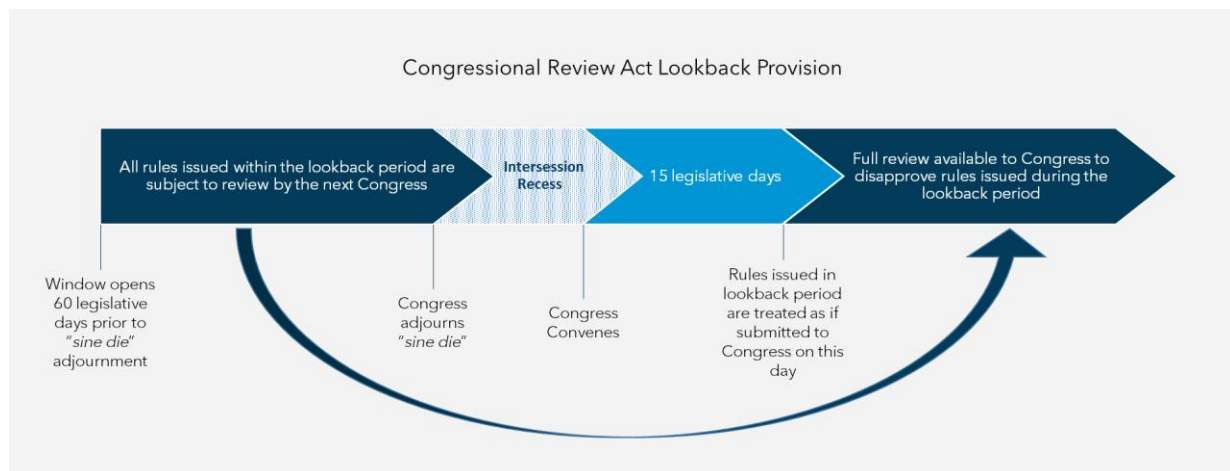 Congressional Review Act Lookback Provision
All rules issued within the lookback period are
subject to review by the next Congress
Intersession
Recess
15 legislative days
Full review available to Congress to
disapprove rules issued during the
lookback period
Window opens
60 legislative
days prior to
"sine die"
adjournment
Congress
adjourns
"sine die"
Congress
Convenes
Rules issued in
lookback period
are treated as if
submitted to
Congress on this
day